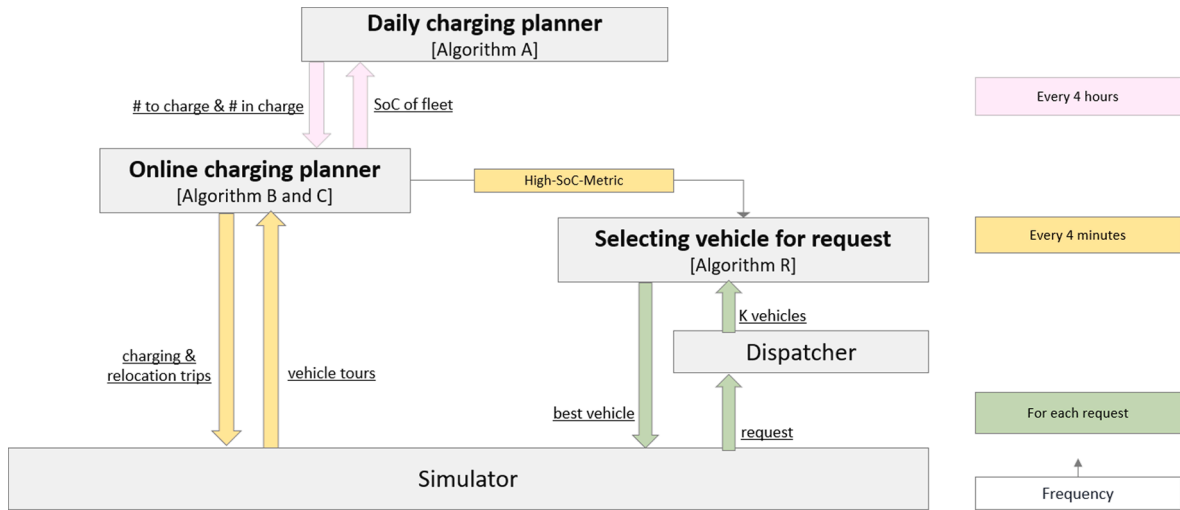 Daily charging planner
[Algorithm A]
# to charge & # in charge
SoC of fleet
Every 4 hours
Online charging planner
[Algorithm B and C]
High-SoC-Metric
Selecting vehicle for request
[Algorithm R]
Every 4 minutes
K vehicles
Dispatcher
charging &
relocation trips
vehicle tours
best vehicle
request
For each request
Simulator
Frequency